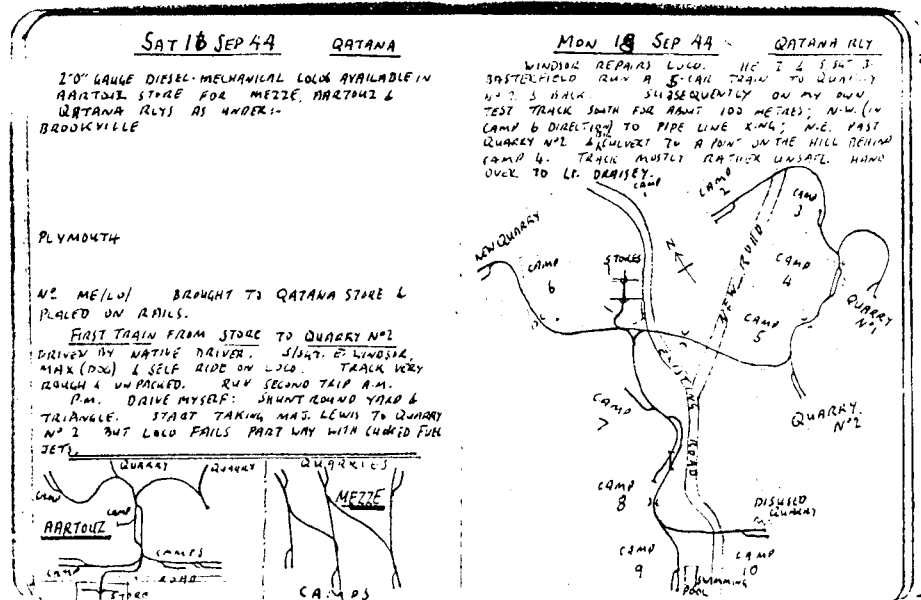 SAT 16 SEP 44 QATANA
2'0" GAUGE DIESEL-MECHANICAL LOCOS AVAILABLE IN
AARTOUZ STORE FOR MEZZE, AARTOUZ &
QATANA RLYS AS UNDER:-
BROOKVILLE
PLYMOUTH
Nº ME/LO/ BROUGHT TO QATANA STORE &
PLACED ON RAILS.
FIRST TRAIN FROM STORE TO QUARRY Nº2
DRIVEN BY NATIVE DRIVER. S/SGT. E. WINDSOR,
MAX (DOG) & SELF RIDE ON LOCO. TRACK VERY
ROUGH & UNPACKED. RUN SECOND TRIP A.M.
P.M. DRIVE MYSELF: SHUNT ROUND YARD &
TRIANGLE. START TAKING MAJ. LEWIS TO QUARRY
Nº 2 BUT LOCO FAILS PART WAY WITH CHOKED FUEL
JETS.
QUARRY QUARRY
CAMP
CAMP
AARTOUZ
CAMPS
CAMP
ROAD
STORE
QUARRIES
MEZZE
CAMPS
MON 18 SEP 44 QATANA RLY
WINDSOR REPAIRS LOCO. HE I & S/SGT J.
BASTERFIELD RUN A 5-CAR TRAIN TO QUARRY
Nº 2 & BACK. SUBSEQUENTLY ON MY OWN
TEST TRACK SOUTH FOR ABOUT 100 METRES; N.W. (IN
CAMP 6 DIRECTION) TO PIPE LINE XING; N.E. PAST
QUARRY Nº2 & CULVERT TO A POINT ON THE HILL BEHIND
CAMP 4. TRACK MOSTLY RATHER UNSAFE. HAND
OVER TO LT. DRAISEY.
CAMP
1
CAMP
2
CAMP
3
NEW QUARRY
N
STORES
NEW ROAD
CAMP
4
CAMP
6
QUARRY
Nº1
CAMP
5
EXISTING ROAD
CAMP
7
QUARRY
Nº2
CAMP
8
DISUSED
QUARRY
CAMP
9
CAMP
10
SWIMMING
POOL